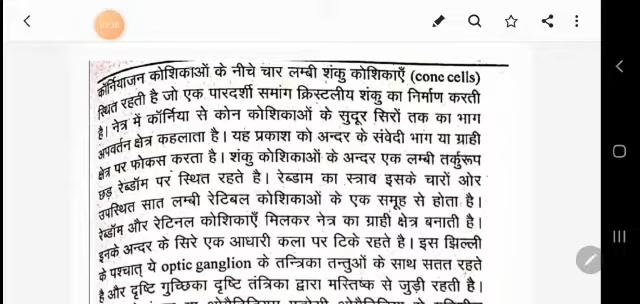 कॉर्नियाजन कोशिकाओं के नीचे चार लम्बी शंकु कोशिकाएँ (cone cells)
स्थित रहती है जो एक पारदर्शी समांग क्रिस्टलीय शंकु का निर्माण करती
है। नेत्र में कॉर्निया से कोन कोशिकाओं के सुदूर सिरों तक का भाग
अपवर्तन क्षेत्र कहलाता है। यह प्रकाश को अन्दर के संवेदी भाग या ग्राही
क्षेत्र पर फोकस करता है। शंकु कोशिकाओं के अन्दर एक लम्बी तर्कुरूप
छड़ रेब्डॉम पर स्थित रहते है। रेब्डाम का स्त्राव इसके चारों ओर
उपस्थित सात लम्बी रेटिबल कोशिकाओं के एक समूह से होता है।
रेब्डॉम और रेटिनल कोशिकाएँ मिलकर नेत्र का ग्राही क्षेत्र बनाती है।
इनके अन्दर के सिरे एक आधारी कला पर टिके रहते है। इस झिल्ली
के पश्चात् ये optic ganglion के तन्त्रिका तन्तुओं के साथ सतत रहते
है और दृष्टि गुच्छिका दृष्टि तंत्रिका द्वारा मस्तिष्क से जुड़ी रहती है।